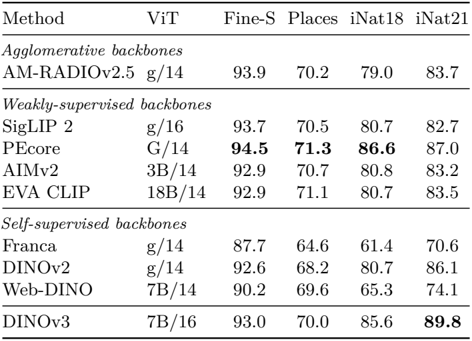 Method ViT Fine-S Places iNat18 iNat21
Agglomerative backbones
AM-RADIOv2.5 g/14 93.9 70.2 79.0 83.7
Weakly-supervised backbones
SigLIP 2 g/16 93.7 70.5 80.7 82.7
PEcore G/14 94.5 71.3 86.6 87.0
AIMv2 3B/14 92.9 70.7 80.8 83.2
EVA CLIP 18B/14 92.9 71.1 80.7 83.5
Self-supervised backbones
Franca g/14 87.7 64.6 61.4 70.6
DINOv2 g/14 92.6 68.2 80.7 86.1
Web-DINO 7B/14 90.2 69.6 65.3 74.1
DINOv3 7B/16 93.0 70.0 85.6 89.8